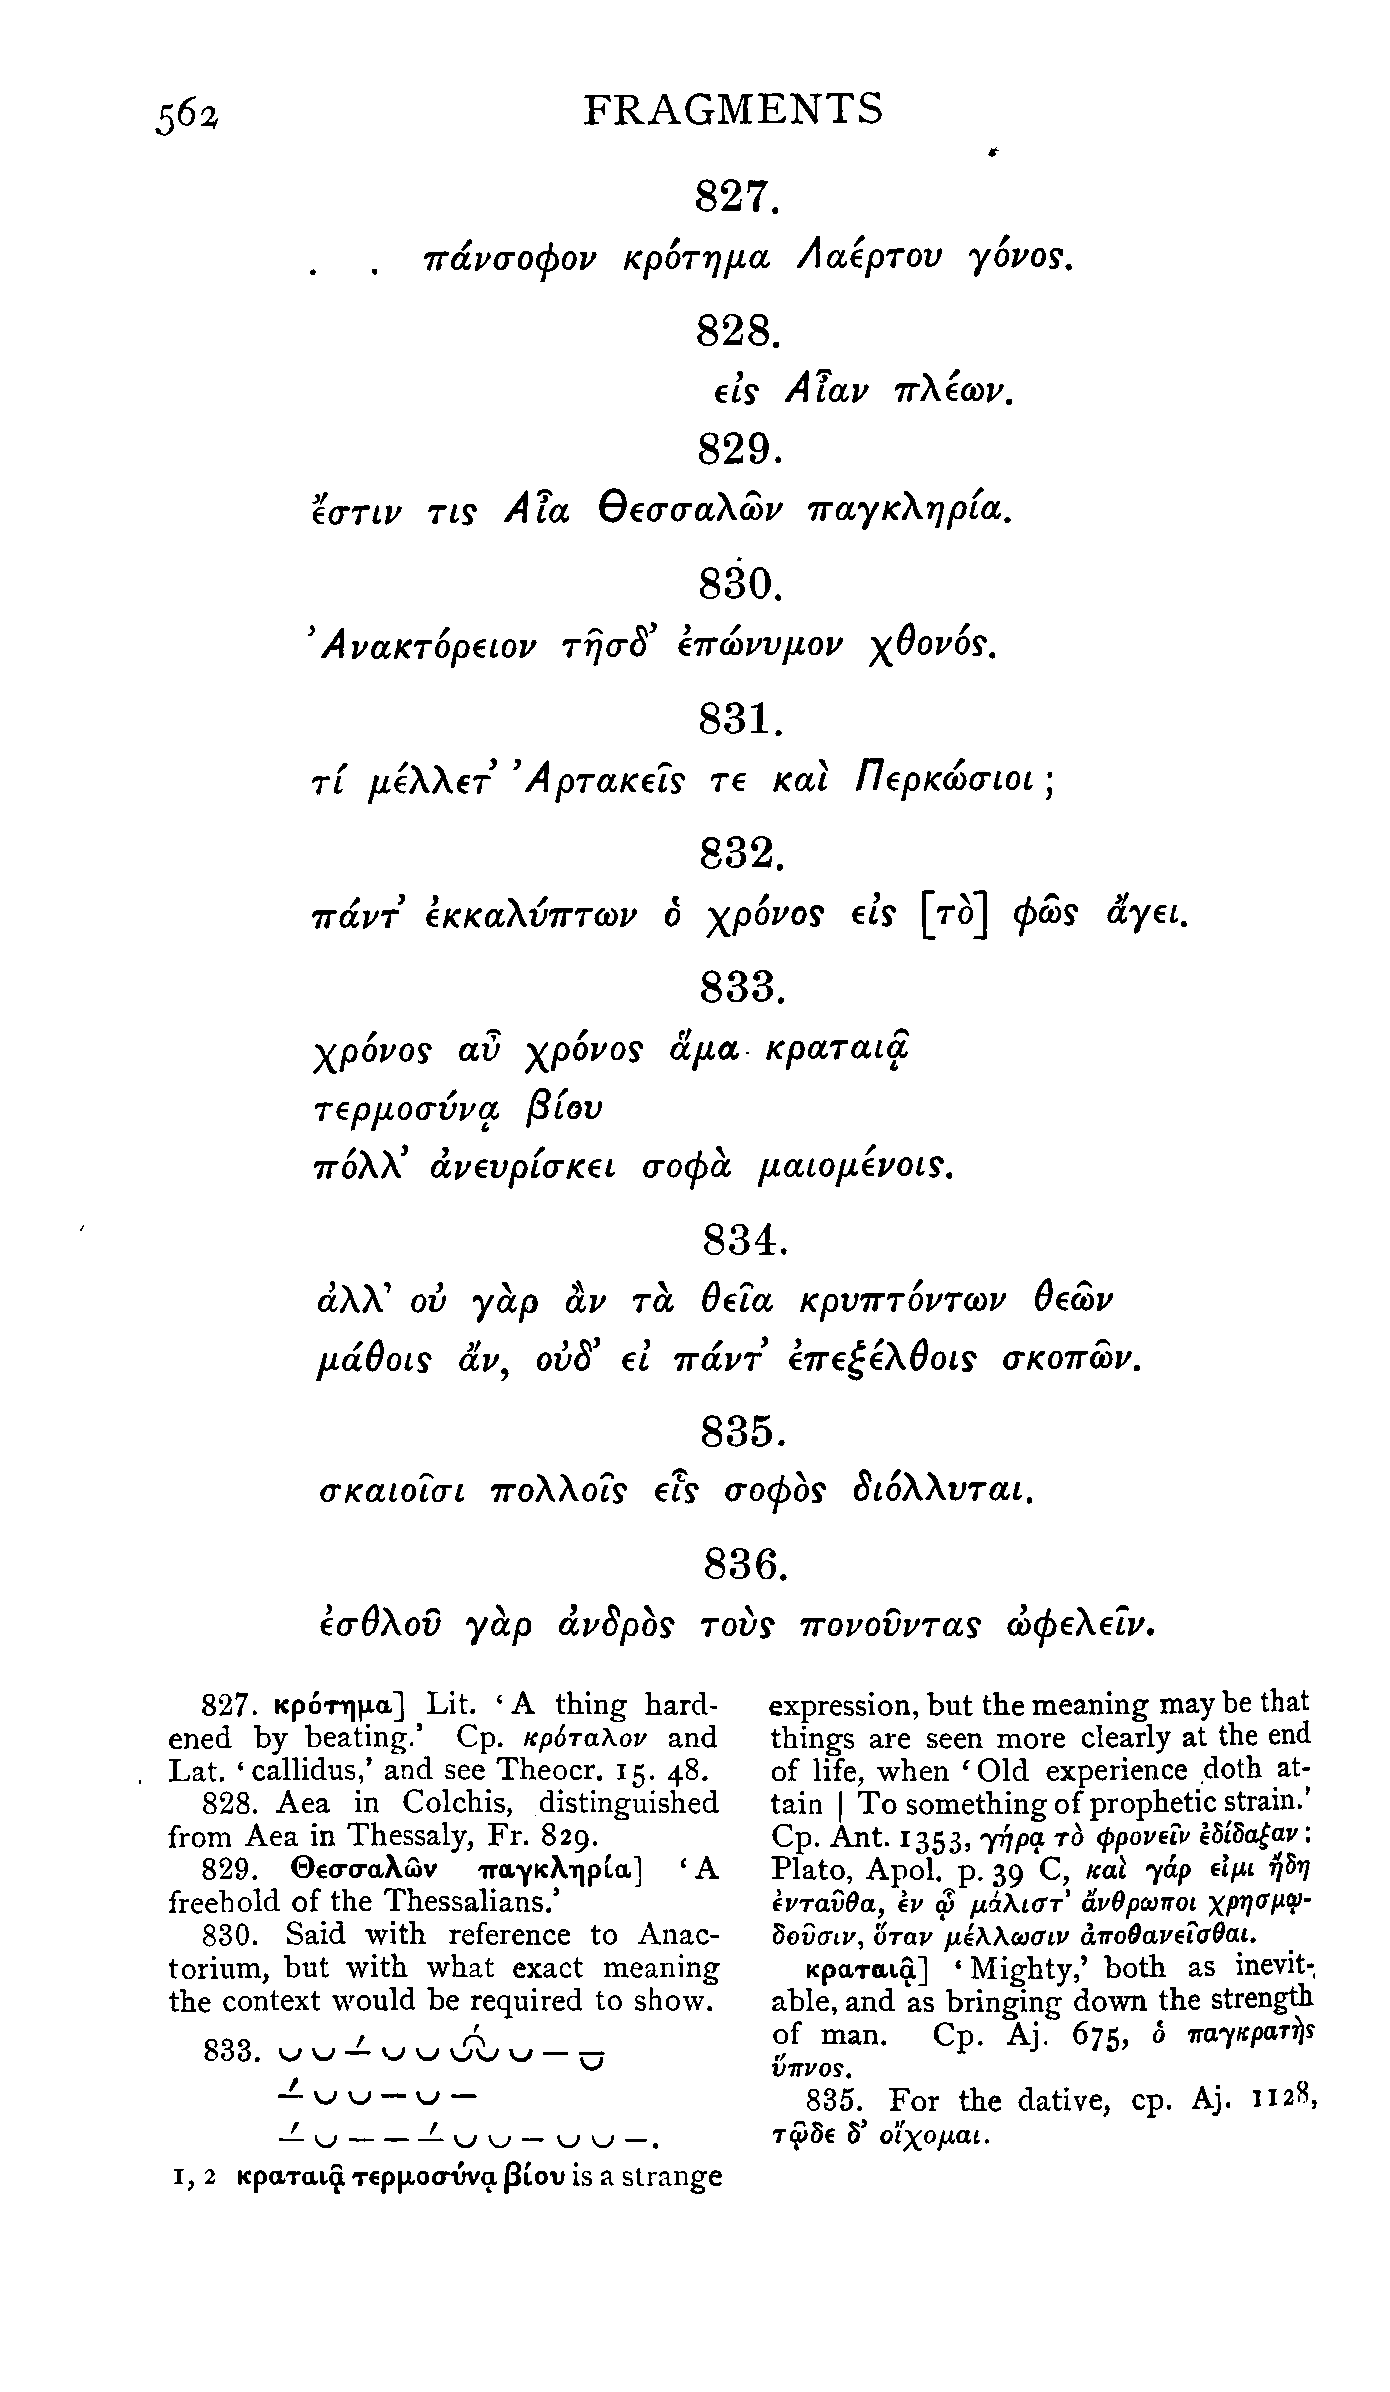 562 FRAGMENTS
827.
. . πάνσοφον κρότημα Λαέρτου γόνος.
828.
εἰς Αἶαν πλέων.
829.
ἔστιν τις Αἶα Θεσσαλῶν παγκληρία.
830.
Ἀνακτόρειον τῆσδ’ ἐπώνυμον χθονός.
831.
τί μέλλετ’ Ἀρτακεῖς τε καὶ Περκώσιοι ;
832.
πάντ’ ἐκκαλύπτων ὁ χρόνος εἰς [τὸ] φῶς ἄγει.
833.
χρόνος αὖ χρόνος ἅμα κραταιᾷ
τερμοσύνᾳ βίου
πόλλ’ ἀνευρίσκει σοφὰ μαιομένοις.
834.
ἀλλ’ οὐ γὰρ ἂν τὰ θεῖα κρυπτόντων θεῶν
μάθοις ἄν, οὐδ’ εἰ πάντ’ ἐπεξέλθοις σκοπῶν.
835.
σκαιοῖσι πολλοῖς εἷς σοφὸς διόλλυται.
836.
ἐσθλοῦ γὰρ ἀνδρὸς τοὺς πονοῦντας ὠφελεῖν.
827. κρότημα] Lit. ‘A thing hard-
ened by beating.’ Cp. κρόταλον and
Lat. ‘callidus,’ and see Theocr. 15. 48.
828. Aea in Colchis, distinguished
from Aea in Thessaly, Fr. 829.
829. Θεσσαλῶν παγκληρία] ‘A
freehold of the Thessalians.’
830. Said with reference to Anac-
torium, but with what exact meaning
the context would be required to show.
833.
1, 2 κραταιᾷ τερμοσύνᾳ βίου is a strange
expression, but the meaning may be that
things are seen more clearly at the end
of life, when ‘Old experience doth at-
tain | To something of prophetic strain.’
Cp. Ant. 1353, γήρᾳ τὸ φρονεῖν ἐδίδαξαν :
Plato, Apol. p. 39 C, καὶ γάρ εἰμι ἤδη
ἐνταῦθα, ἐν ᾧ μάλιστ’ ἄνθρωποι χρησμῳ-
δοῦσιν, ὅταν μέλλωσιν ἀποθανεῖσθαι.
κραταιᾷ] ‘Mighty,’ both as inevit-
able, and as bringing down the strength
of man. Cp. Aj. 675, ὁ παγκρατὴς
ὕπνος.
835. For the dative, cp. Aj. 1128,
τῷδε δ’ οἴχομαι.